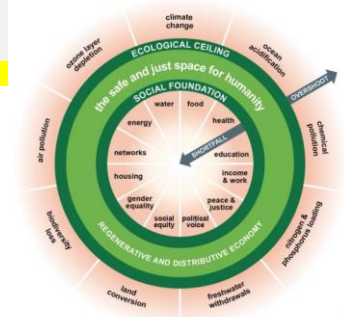 climate
change
ozone layer
depletion
ECOLOGICAL CEILING
ocean
acidification
the safe and just space for humanity
OVERSHOOT
SOCIAL FOUNDATION
water
food
energy
health
air pollution
chemical
pollution
SHORTFALL
networks
education
housing
income
& work
gender
equality
peace &
justice
social
equity
political
voice
nitrogen &
phosphorus loading
biodiversity
loss
REGENERATIVE AND DISTRIBUTIVE ECONOMY
land
conversion
freshwater
withdrawals